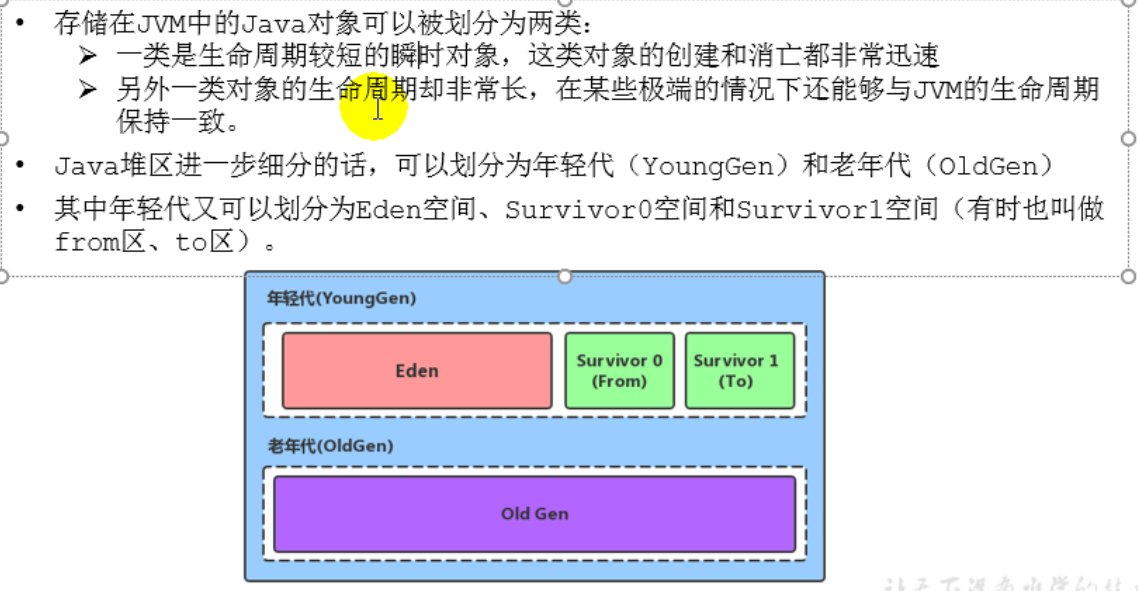 • 存储在JVM中的Java对象可以被划分为两类：
➢ 一类是生命周期较短的瞬时对象，这类对象的创建和消亡都非常迅速
➢ 另外一类对象的生命周期却非常长，在某些极端的情况下还能够与JVM的生命周期
保持一致。
• Java堆区进一步细分的话，可以划分为年轻代（YoungGen）和老年代（OldGen）
• 其中年轻代又可以划分为Eden空间、Survivor0空间和Survivor1空间（有时也叫做
from区、to区）。
年轻代(YoungGen)
Eden
Survivor 0
(From)
Survivor 1
(To)
老年代(OldGen)
Old Gen